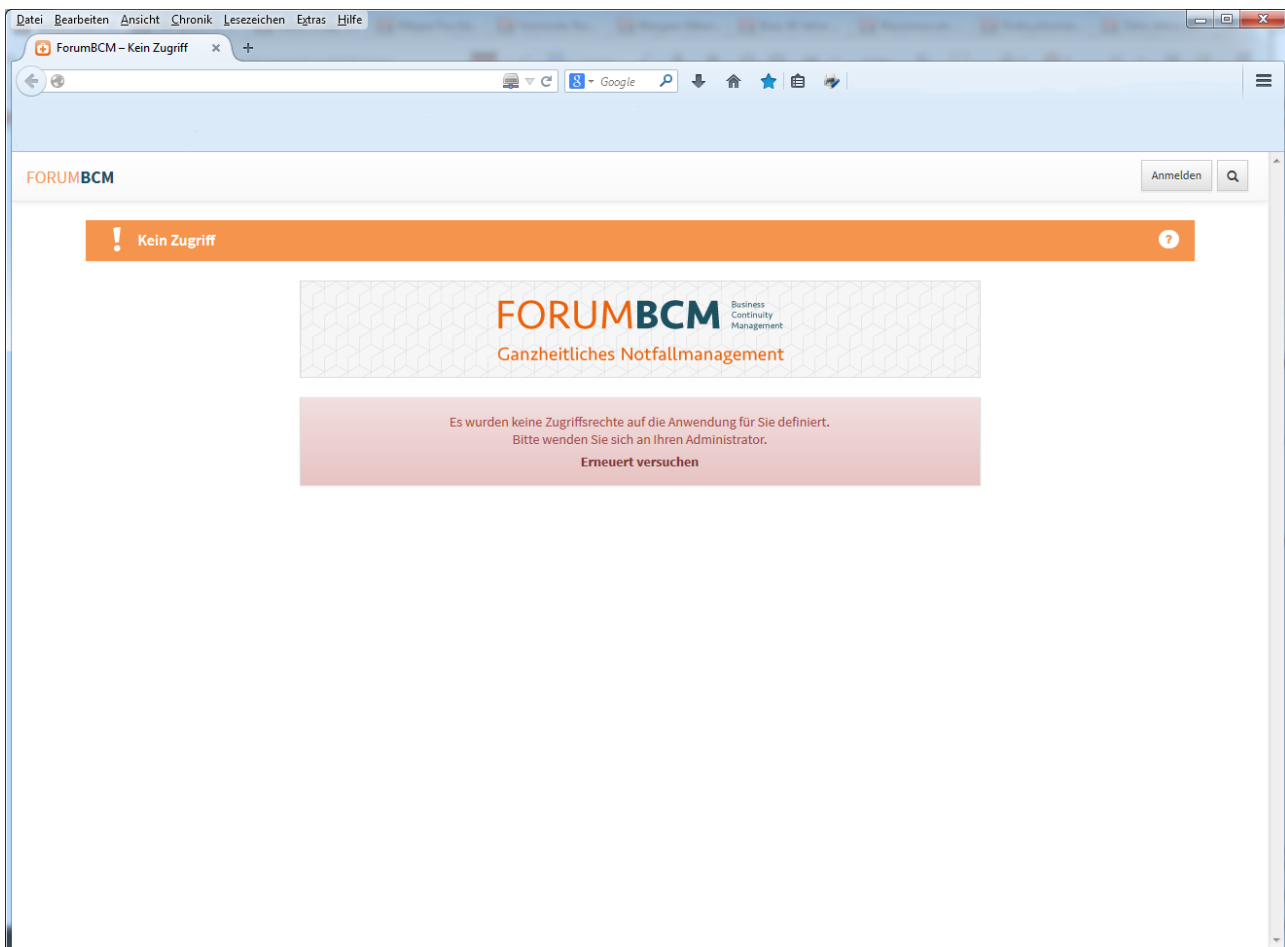 Datei Bearbeiten Ansicht Chronik Lesezeichen Extras Hilfe
ForumBCM – Kein Zugriff
Google
FORUMBCM
Anmelden
Kein Zugriff
FORUMBCM Business
Continuity
Management
Ganzheitliches Notfallmanagement
Es wurden keine Zugriffsrechte auf die Anwendung für Sie definiert.
Bitte wenden Sie sich an Ihren Administrator.
Erneuert versuchen